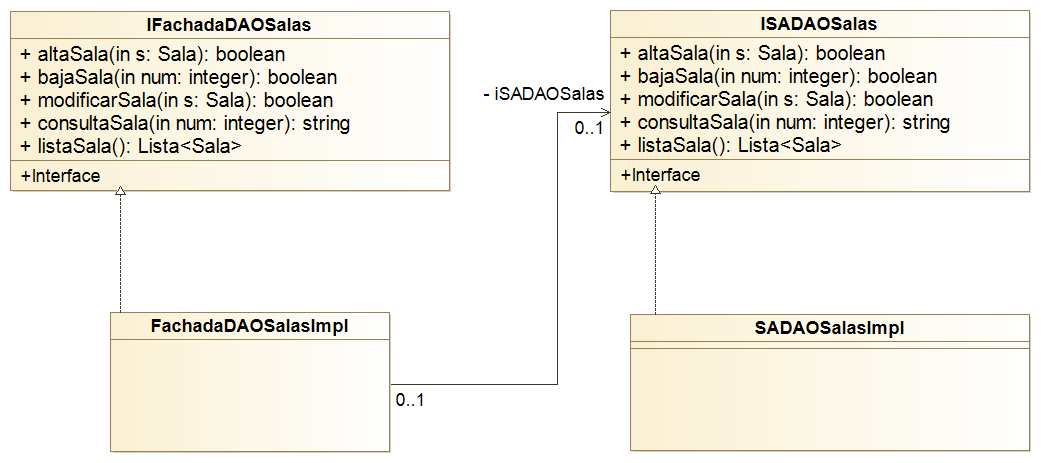 IFachadaDAOSalas
+ altaSala(in s: Sala): boolean
+ bajaSala(in num: integer): boolean
+ modificarSala(in s: Sala): boolean
+ consultaSala(in num: integer): string
+ listaSala(): Lista<Sala>
+Interface
- iSADAOSalas
0..1
ISADAOSalas
+ altaSala(in s: Sala): boolean
+ bajaSala(in num: integer): boolean
+ modificarSala(in s: Sala): boolean
+ consultaSala(in num: integer): string
+ listaSala(): Lista<Sala>
+Interface
FachadaDAOSalasImpl
0..1
SADAOSalasImpl